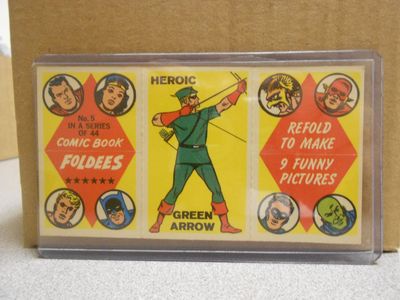 No. 5
IN A SERIES
OF 44
COMIC BOOK
FOLDEES
HEROIC
GREEN
ARROW
REFOLD
TO MAKE
9 FUNNY
PICTURES